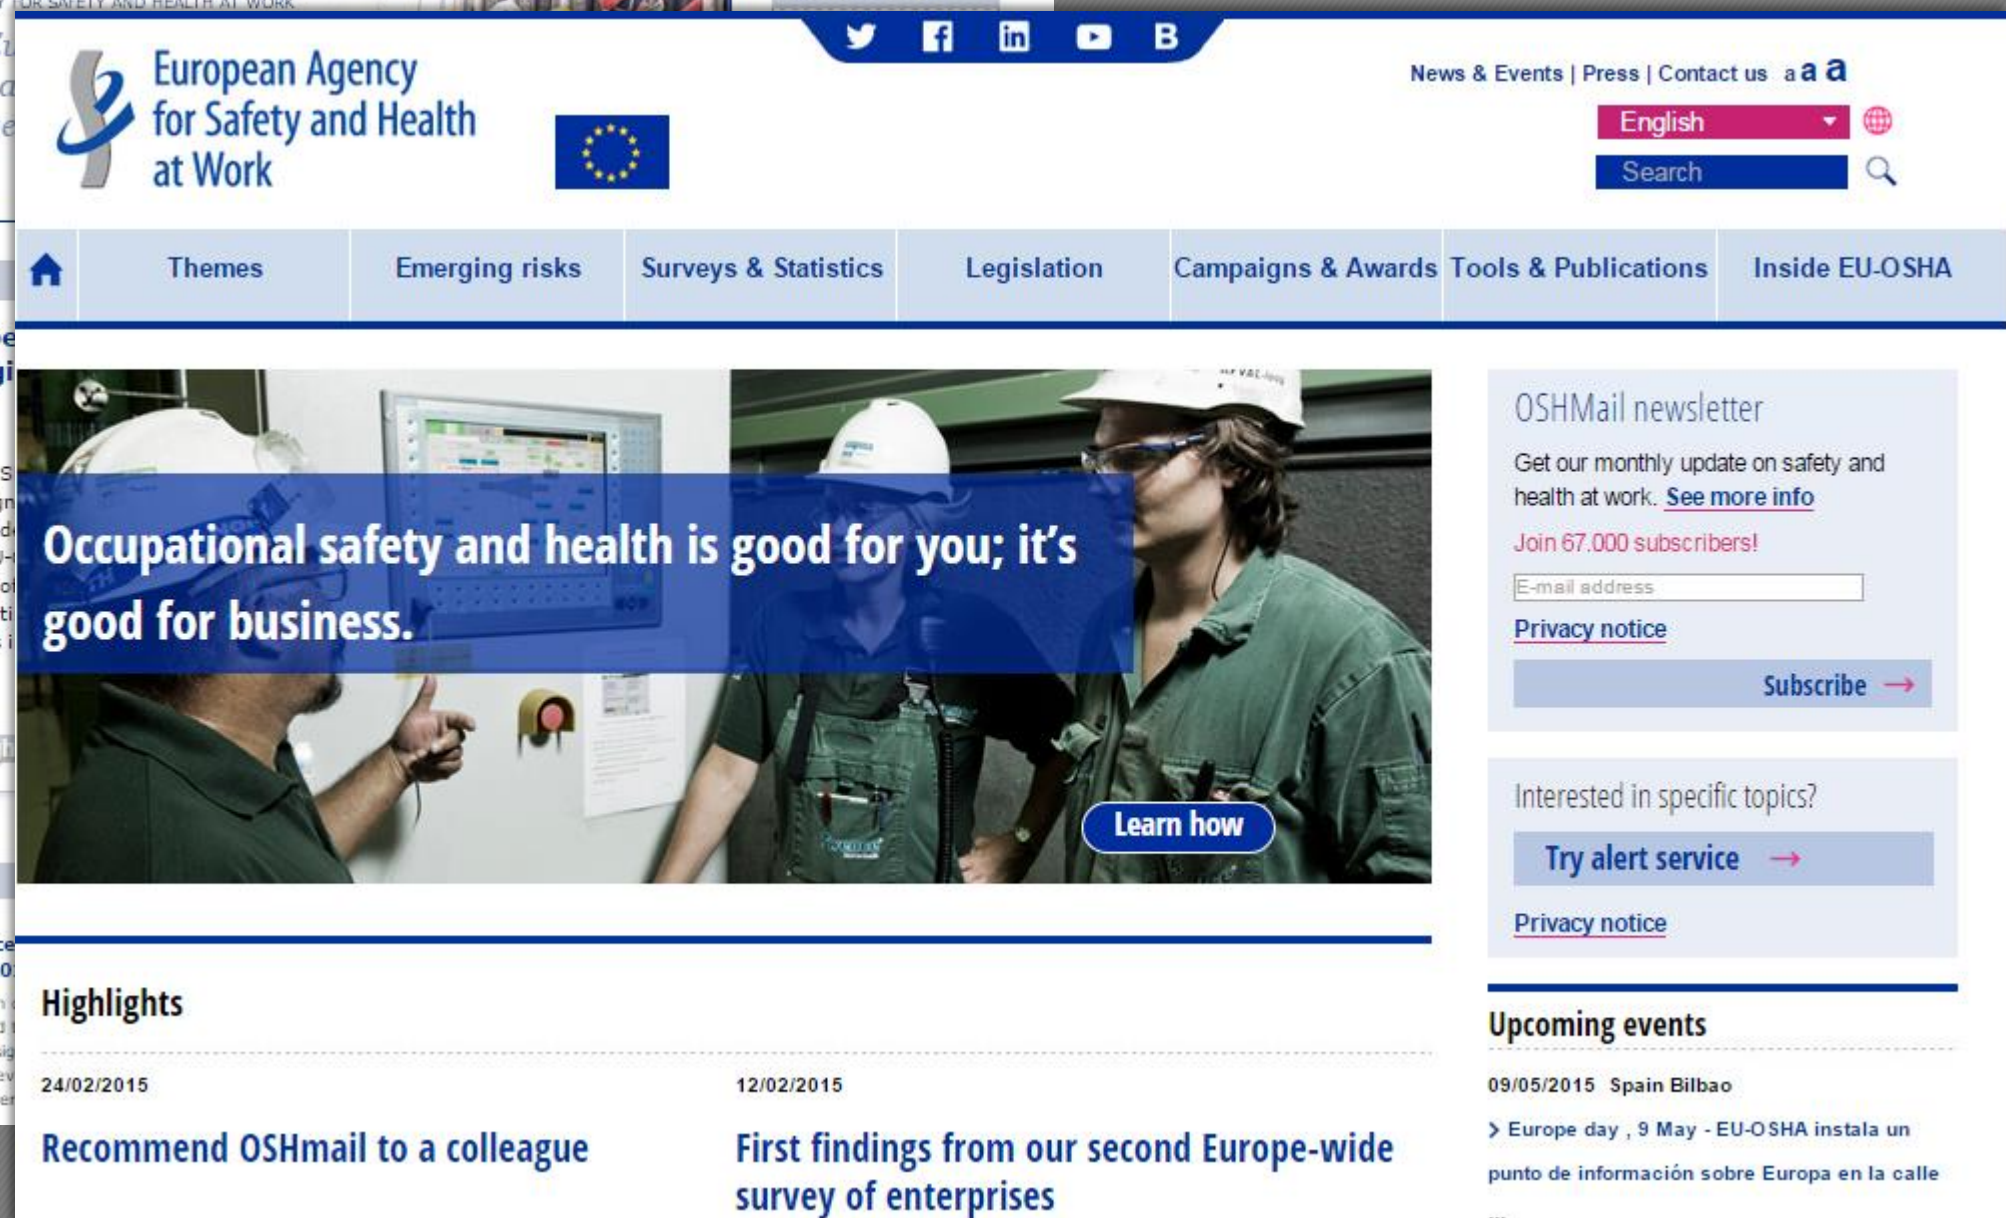 FOR SAFETY AND HEALTH AT WORK
European Agency
for Safety and Health
at Work
B
News & Events | Press | Contact us a a a
English
Search
Themes
Emerging risks
Surveys & Statistics
Legislation
Campaigns & Awards
Tools & Publications
Inside EU-OSHA
Occupational safety and health is good for you; it's
good for business.
Learn how
OSHMail newsletter
Get our monthly update on safety and
health at work. See more info
Join 67.000 subscribers!
E-mail address
Privacy notice
Subscribe →
Interested in specific topics?
Try alert service →
Privacy notice
Highlights
24/02/2015
Recommend OSHmail to a colleague
12/02/2015
First findings from our second Europe-wide
survey of enterprises
Upcoming events
09/05/2015 Spain Bilbao
> Europe day , 9 May - EU-OSHA instala un
punto de información sobre Europa en la calle
...